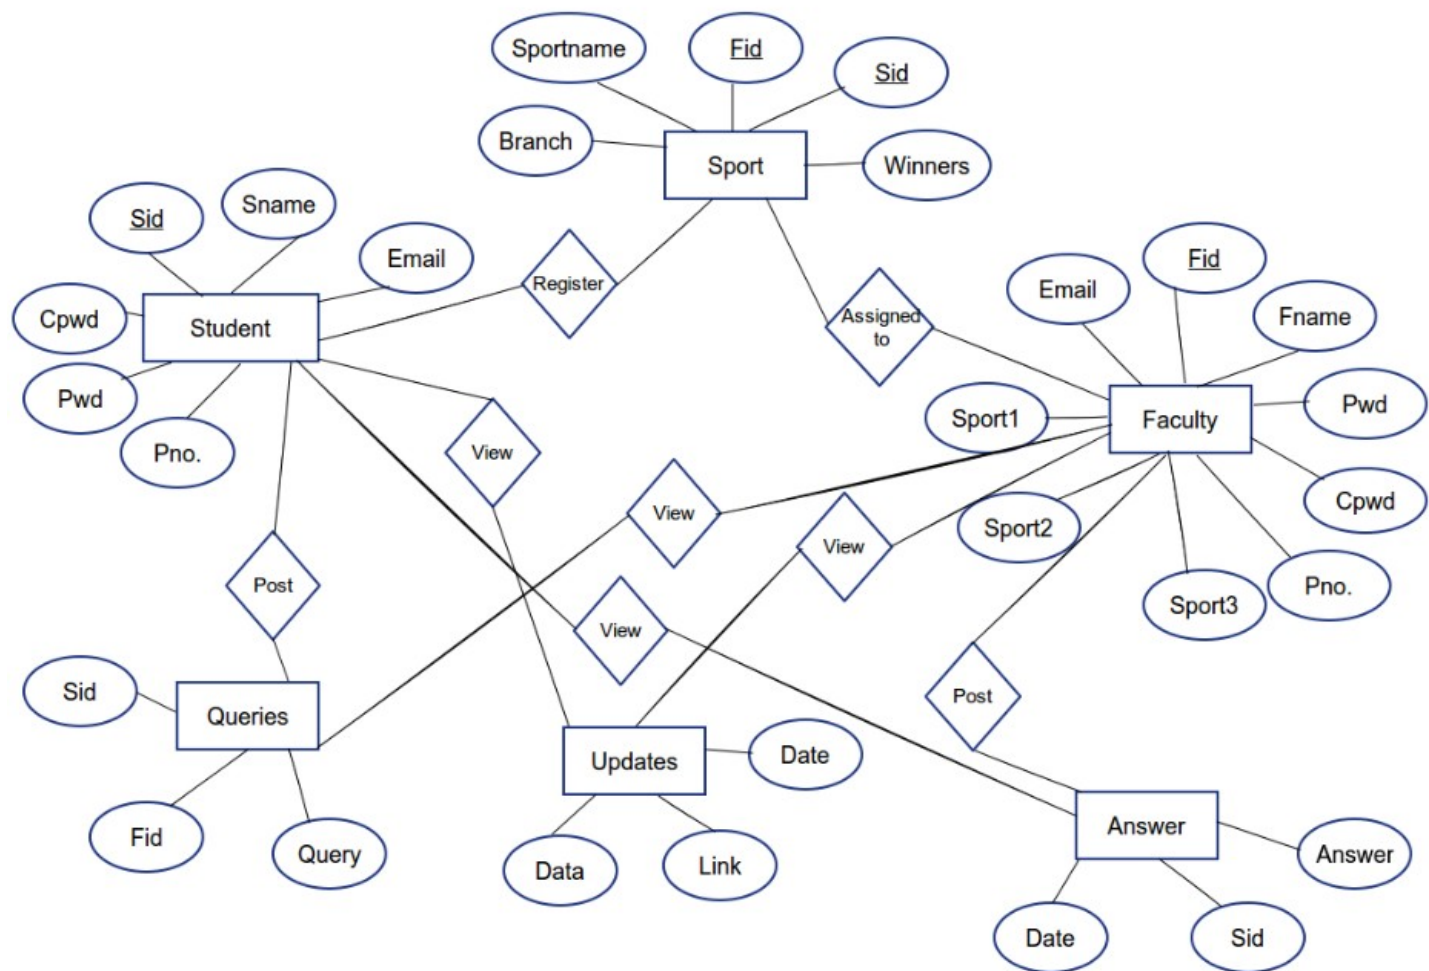 Sportname
Fid
Sid
Branch
Sport
Winners
Sid
Sname
Email
Cpwd
Student
Register
Pwd
Pno.
Assigned
to
Email
Fid
Fname
Sport1
Faculty
Pwd
Cpwd
Sport2
Sport3
Pno.
View
View
View
View
Post
Post
Sid
Queries
Fid
Query
Updates
Date
Data
Link
Answer
Answer
Date
Sid